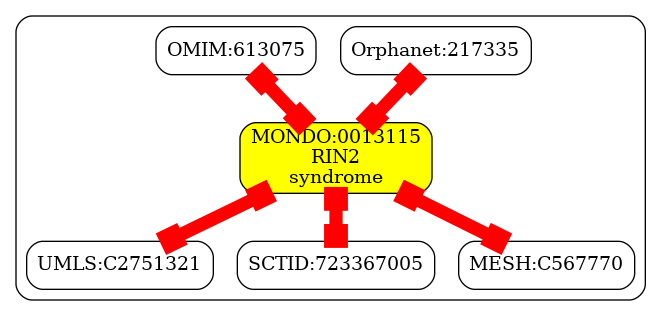 OMIM:613075
Orphanet:217335
MONDO:0013115
RIN2
syndrome
UMLS:C2751321
SCTID:723367005
MESH:C567770